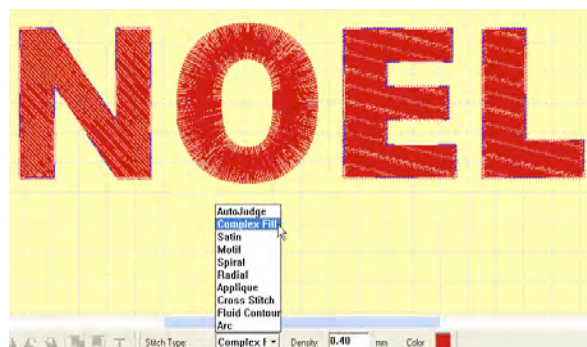 NOEL
AutoJudge
Complex Fill
Satin
Motif
Spiral
Radial
Applique
Cross Stitch
Fluid Contour
Arc
T Stitch Type: Complex F Density: 0.40 mm Color